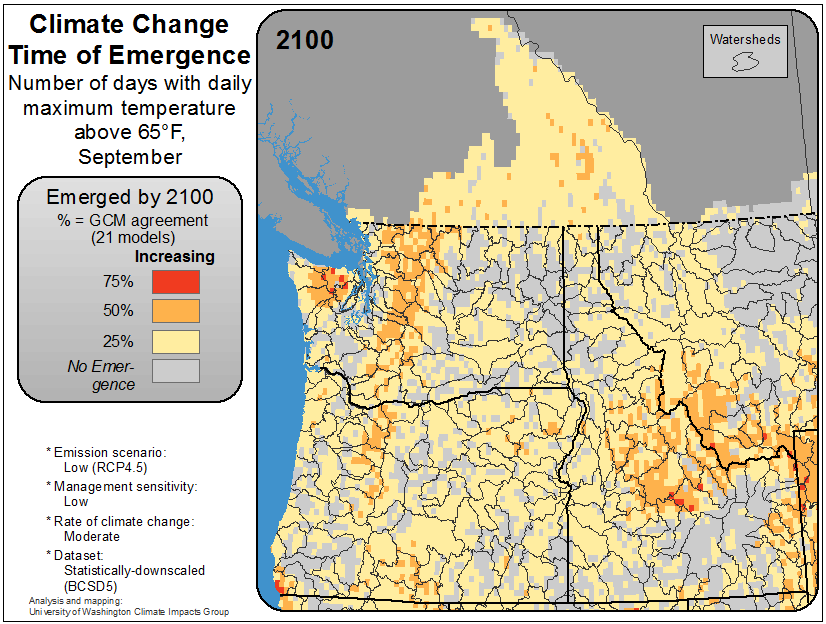 Climate Change
Time of Emergence
Number of days with daily
maximum temperature
above 65°F,
September
Emerged by 2100
% = GCM agreement
(21 models)
Increasing
75%
50%
25%
No Emer-
gence
* Emission scenario:
Low (RCP4.5)
* Management sensitivity:
Low
* Rate of climate change:
Moderate
* Dataset:
Statistically-downscaled
(BCSD5)
Analysis and mapping:
University of Washington Climate Impacts Group
2100
Watersheds